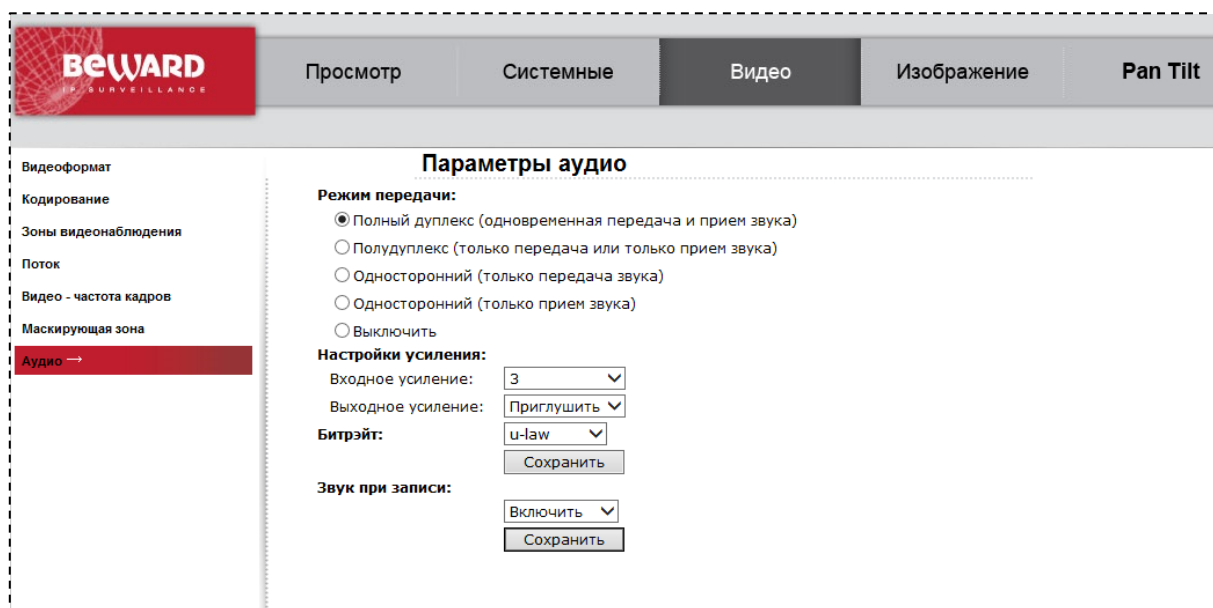 BEWARD
IP SURVEILLANCE
Просмотр
Системные
Видео
Изображение
Pan Tilt
Видеоформат
Кодирование
Зоны видеонаблюдения
Поток
Видео - частота кадров
Маскирующая зона
Аудио →
Параметры аудио
Режим передачи:
Полный дуплекс (одновременная передача и прием звука)
Полудуплекс (только передача или только прием звука)
Односторонний (только передача звука)
Односторонний (только прием звука)
Выключить
Настройки усиления:
Входное усиление: 3
Выходное усиление: Приглушить
Битрэйт: u-law
Сохранить
Звук при записи:
Включить
Сохранить